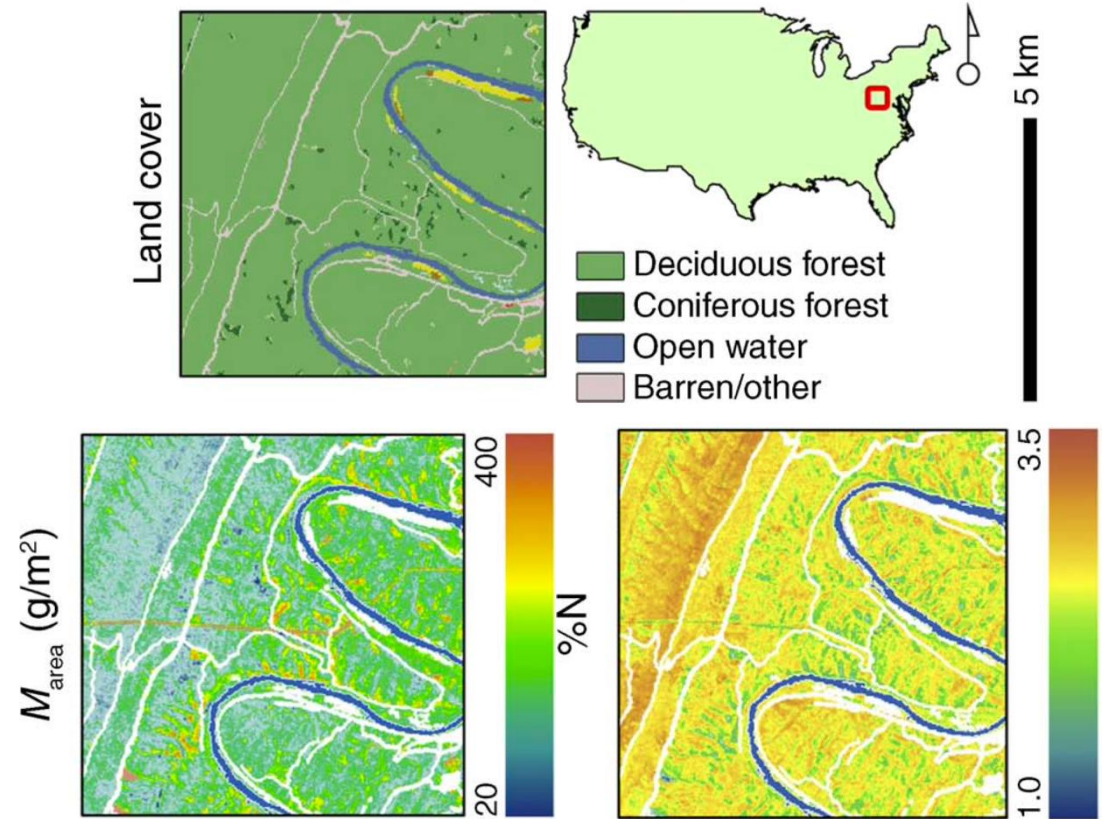 Land cover
5 km
Deciduous forest
Coniferous forest
Open water
Barren/other
M area (g/m²)
400
20
%N
3.5
1.0